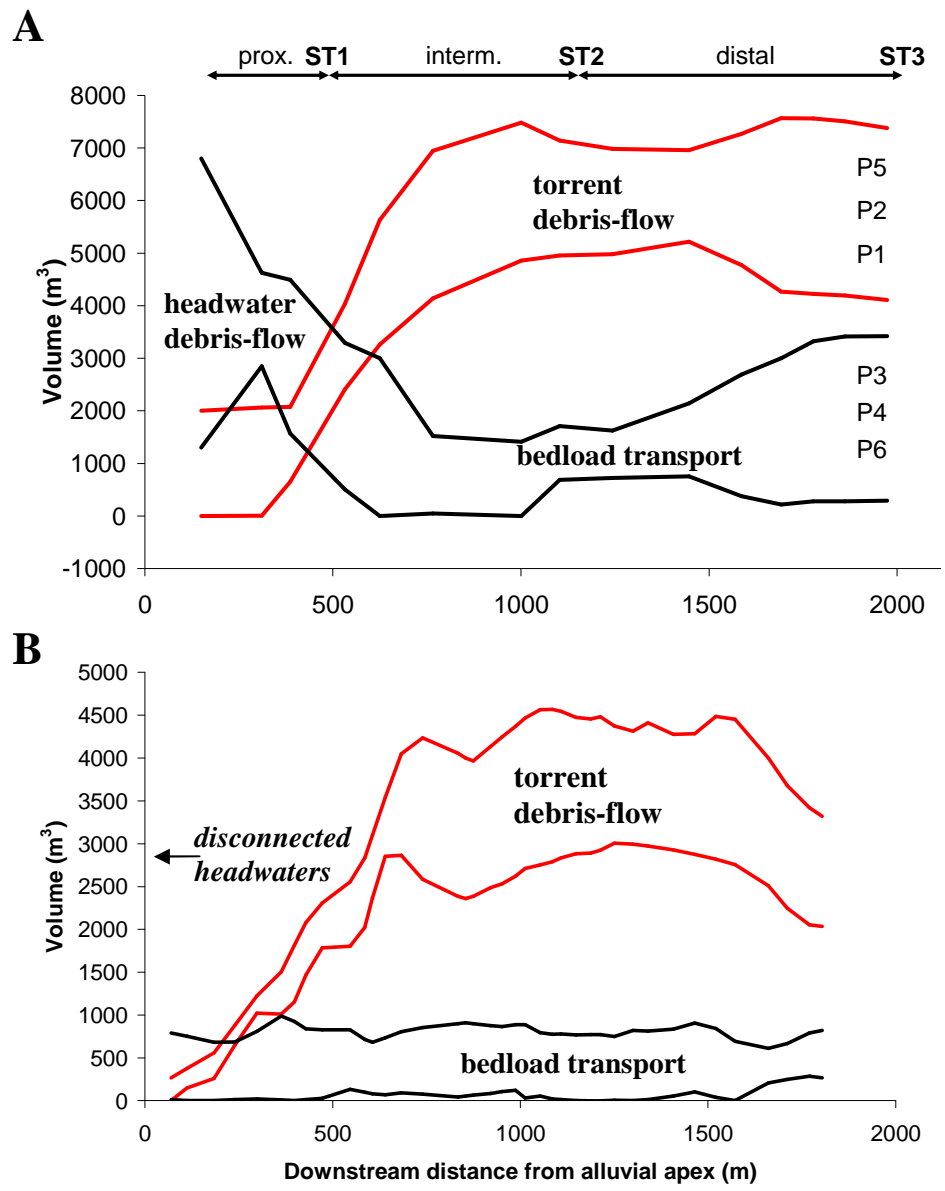 A
prox. ST1 interm. ST2 distal ST3
8000
7000
6000
5000
4000
3000
2000
1000
0
-1000
Volume (m³)
headwater
debris-flow
torrent
debris-flow
bedload transport
P5
P2
P1
P3
P4
P6
0 500 1000 1500 2000
B
5000
4500
4000
3500
3000
2500
2000
1500
1000
500
0
Volume (m³)
disconnected
headwaters
torrent
debris-flow
bedload transport
0 500 1000 1500 2000
Downstream distance from alluvial apex (m)